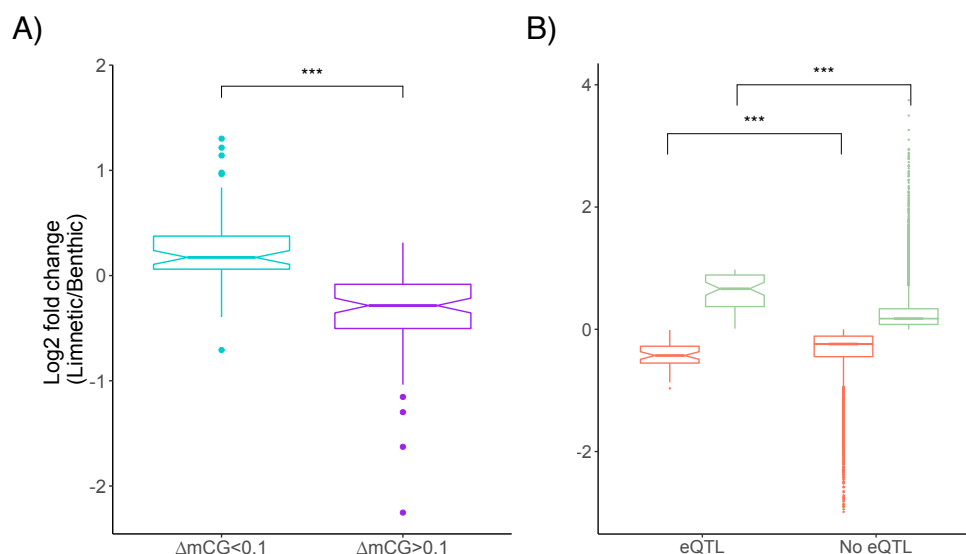 A)
B)
Log2 fold change
(Limnetic/Benthic)
2
1
0
-1
-2
***
ΔmCG<0.1
ΔmCG>0.1
4
2
0
-2
***
***
eQTL
No eQTL